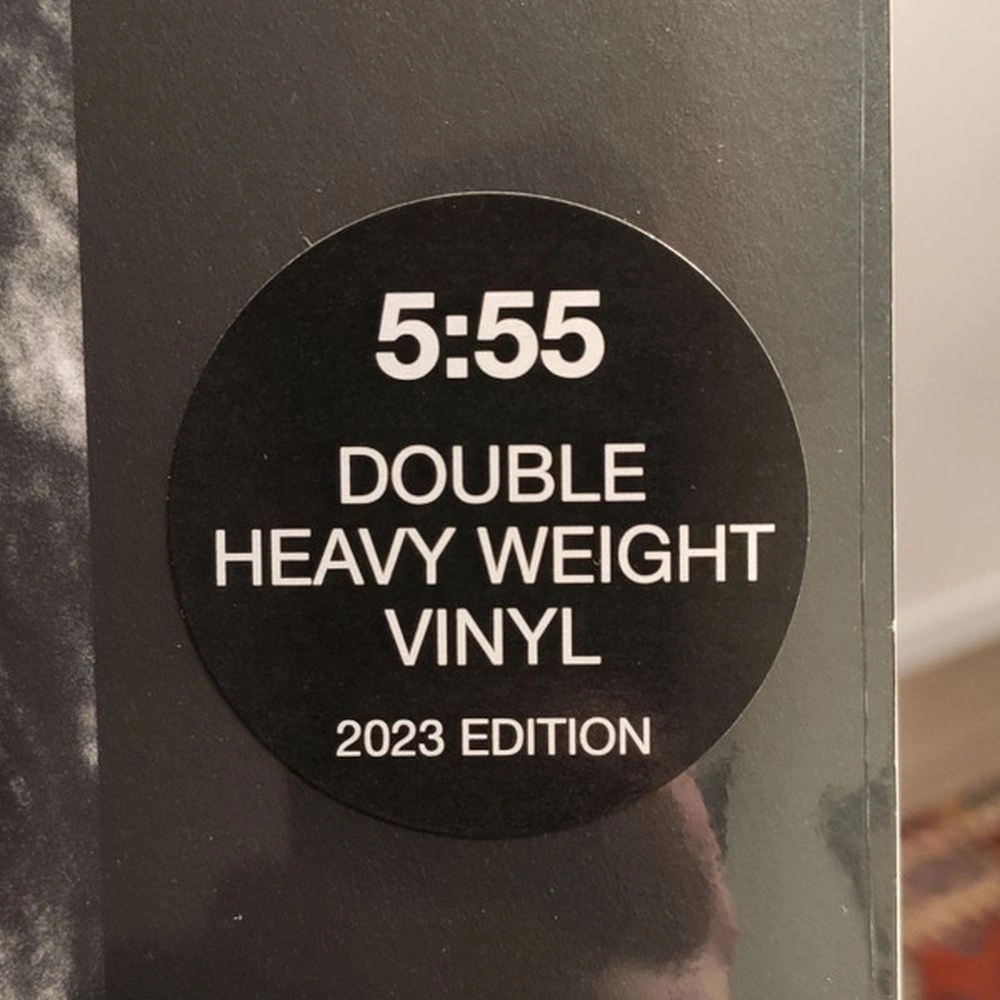 5:55
DOUBLE
HEAVY WEIGHT
VINYL
2023 EDITION